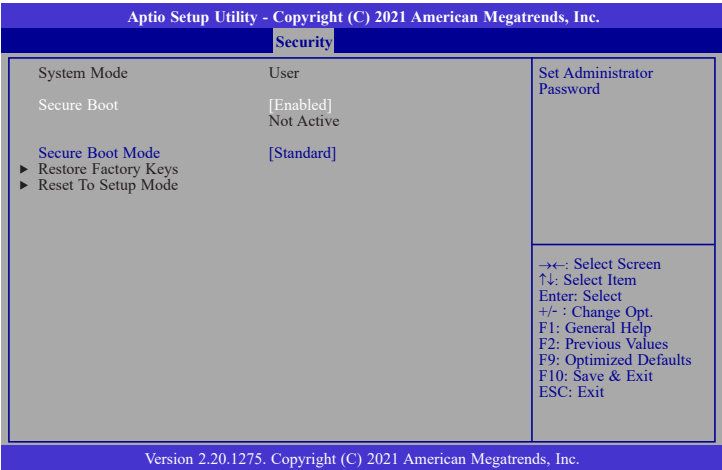 Aptio Setup Utility - Copyright (C) 2021 American Megatrends, Inc.
Security
System Mode User
Secure Boot [Enabled]
Not Active
Secure Boot Mode [Standard]
► Restore Factory Keys
► Reset To Setup Mode
Set Administrator
Password
→←: Select Screen
↑↓: Select Item
Enter: Select
+/- : Change Opt.
F1: General Help
F2: Previous Values
F9: Optimized Defaults
F10: Save & Exit
ESC: Exit
Version 2.20.1275. Copyright (C) 2021 American Megatrends, Inc.